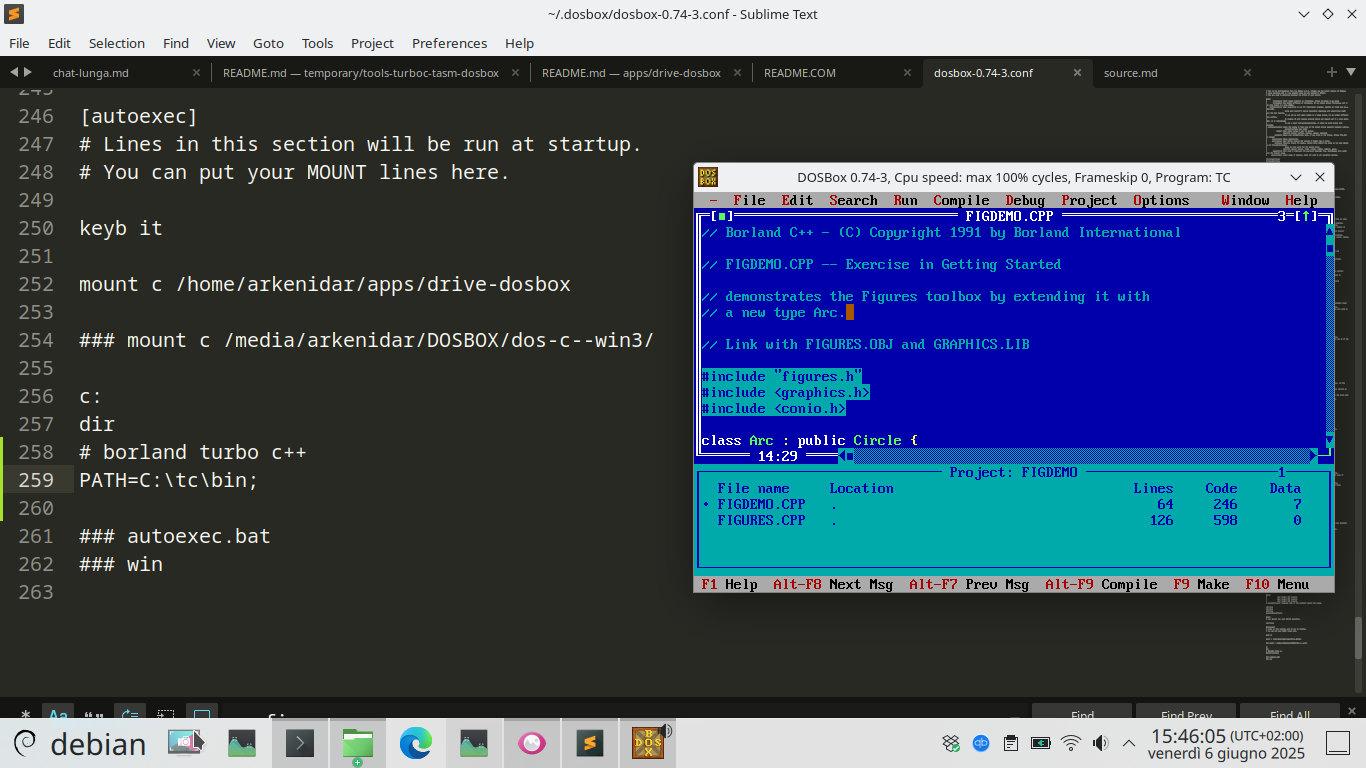 ~/.dosbox/dosbox-0.74-3.conf - Sublime Text
File Edit Selection Find View Goto Tools Project Preferences Help
chat-lunga.md
README.md — temporary/tools-turboc-tasm-dosbox
README.md — apps/drive-dosbox
README.COM
dosbox-0.74-3.conf
source.md
245
246 [autoexec]
247 # Lines in this section will be run at startup.
248 # You can put your MOUNT lines here.
249
250 keyb it
251
252 mount c /home/arkenidar/apps/drive-dosbox
253
254 ### mount c /media/arkenidar/DOSBOX/dos-c--win3/
255
256 c:
257 dir
258 # borland turbo c++
259 PATH=C:\tc\bin;
260
261 ### autoexec.bat
262 ### win
263
DOSBox 0.74-3, Cpu speed: max 100% cycles, Frameskip 0, Program: TC
File Edit Search Run Compile Debug Project Options Window Help
FIGDEMO.CPP 3
// Borland C++ - (C) Copyright 1991 by Borland International
// FIGDEMO.CPP -- Exercise in Getting Started
// demonstrates the Figures toolbox by extending it with
// a new type Arc.
// Link with FIGURES.OBJ and GRAPHICS.LIB
#include "figures.h"
#include <graphics.h>
#include <conio.h>
class Arc : public Circle {
14:29
Project: FIGDEMO 1
File name Location Lines Code Data
• FIGDEMO.CPP . 64 246 7
FIGURES.CPP . 126 598 0
F1 Help Alt-F8 Next Msg Alt-F7 Prev Msg Alt-F9 Compile F9 Make F10 Menu
Find
Find Prev
Find All
debian
DOS BOX
15:46:05 (UTC+02:00)
venerdì 6 giugno 2025